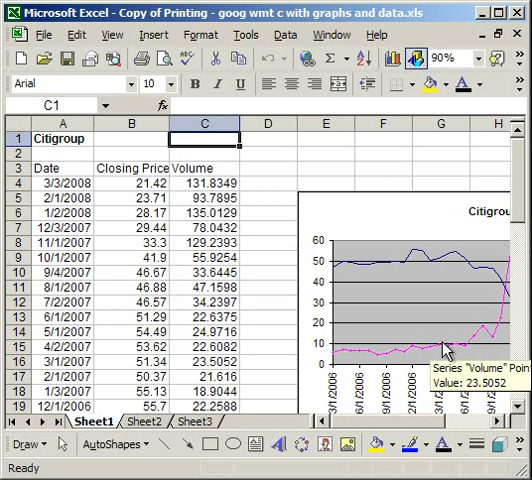 Microsoft Excel - Copy of Printing - goog wmt c with graphs and data.xls
File Edit View Insert Format Tools Data Window Help
90%
Arial 10 B I U
C1 fx
A B C D E F G H
1 Citigroup
2
3 Date Closing Price Volume
4 3/3/2008 21.42 131.8349
5 2/1/2008 23.71 93.7895
6 1/2/2008 28.17 135.0129
7 12/3/2007 29.44 78.0432
8 11/1/2007 33.3 129.2393
9 10/1/2007 41.9 55.9254
10 9/4/2007 46.67 33.6445
11 8/1/2007 46.88 47.1598
12 7/2/2007 46.57 34.2397
13 6/1/2007 51.29 22.6375
14 5/1/2007 54.49 24.9716
15 4/2/2007 53.62 22.6082
16 3/1/2007 51.34 23.5052
17 2/1/2007 50.37 21.616
18 1/3/2007 55.13 18.9044
19 12/1/2006 55.7 22.2588
Citigrou
60
50
40
30
20
10
0
Series "Volume" Poin
Value: 23.5052
Sheet1 Sheet2 Sheet3
Draw AutoShapes
Ready